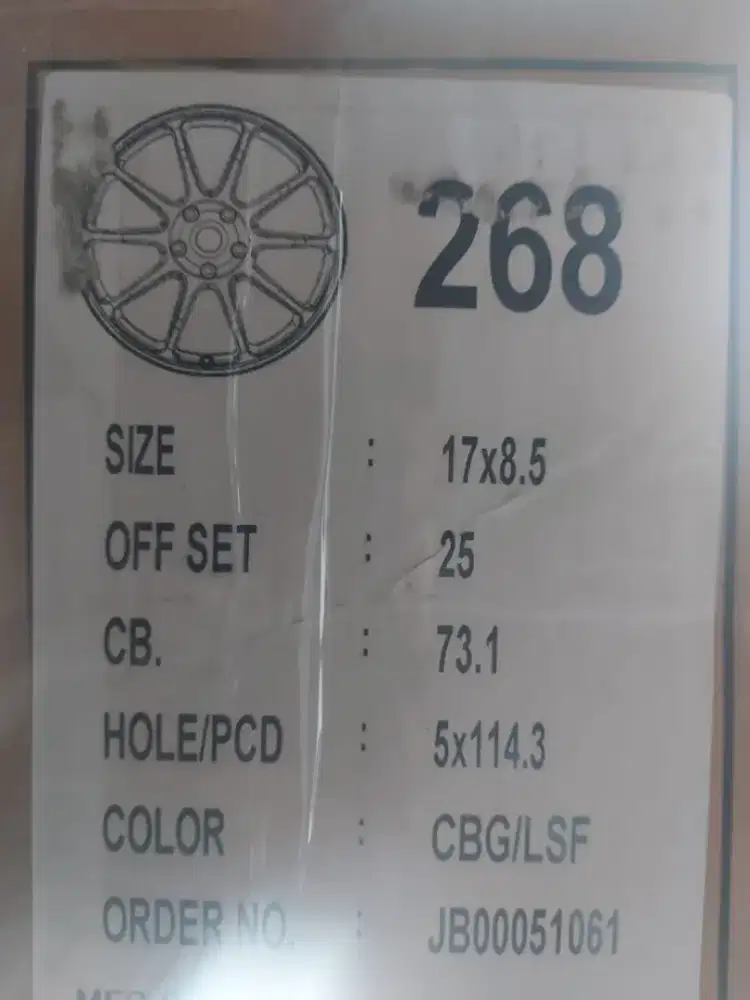 268
SIZE : 17x8.5
OFF SET : 25
CB. : 73.1
HOLE/PCD : 5x114.3
COLOR : CBG/LSF
ORDER NO. : JB00051061